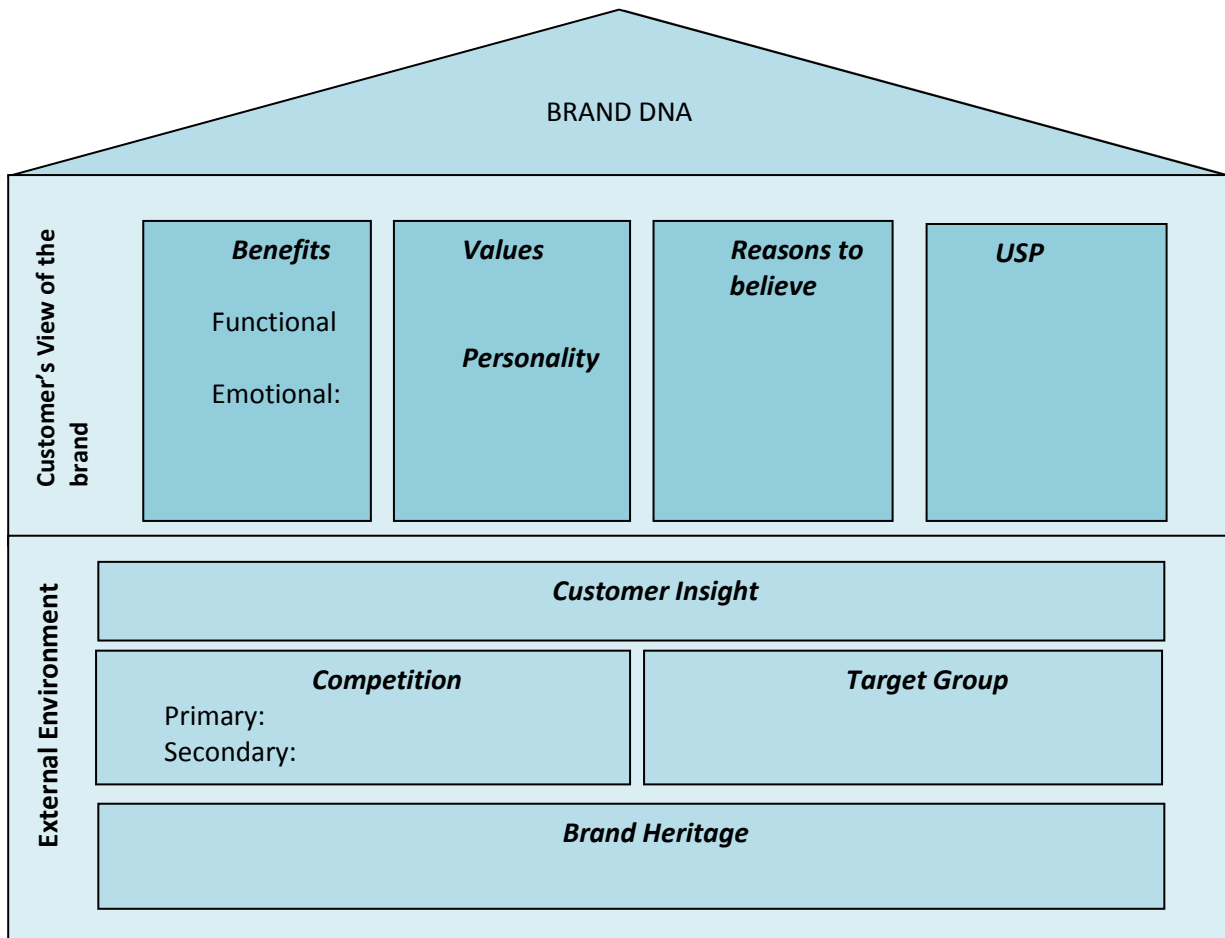 BRAND DNA
Customer's View of the
brand
Benefits
Functional
Emotional:
Values
Personality
Reasons to
believe
USP
External Environment
Customer Insight
Competition
Primary:
Secondary:
Target Group
Brand Heritage